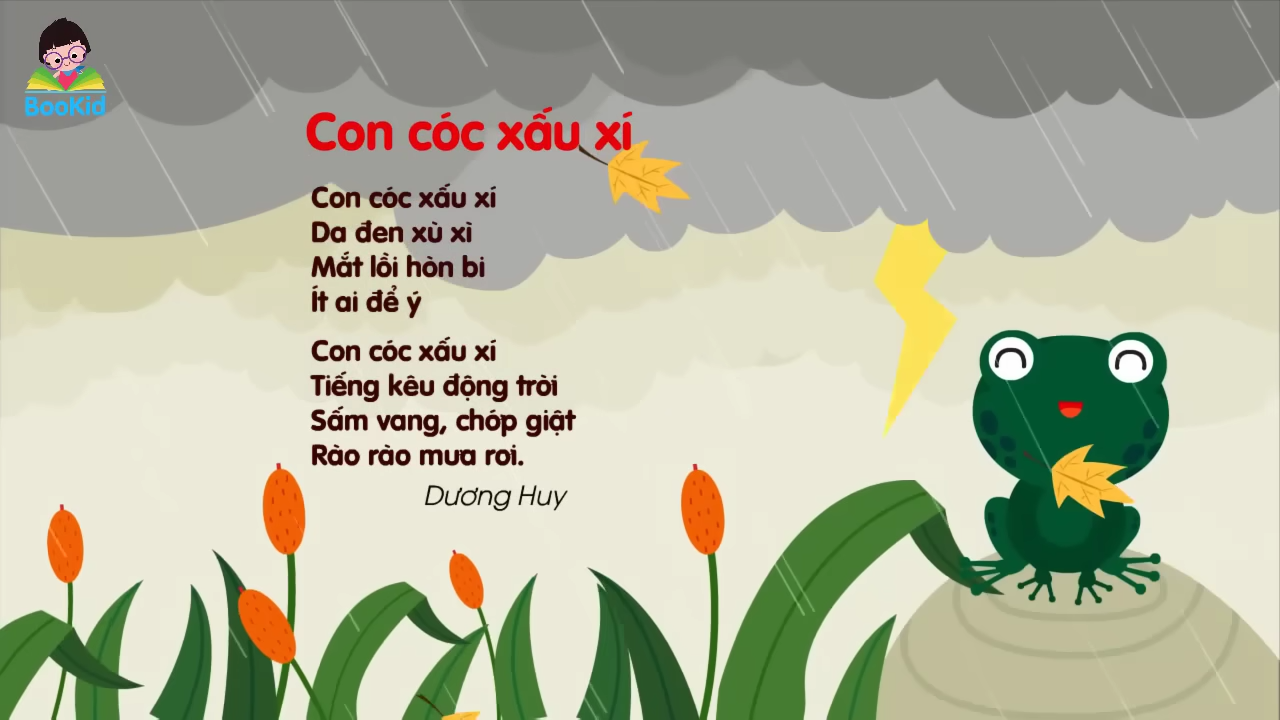 BooKid
Con cóc xấu xí
Con cóc xấu xí
Da đen xù xì
Mắt lồi hòn bi
Ít ai để ý
Con cóc xấu xí
Tiếng kêu động trời
Sấm vang, chớp giật
Rào rào mưa rơi.
Dương Huy